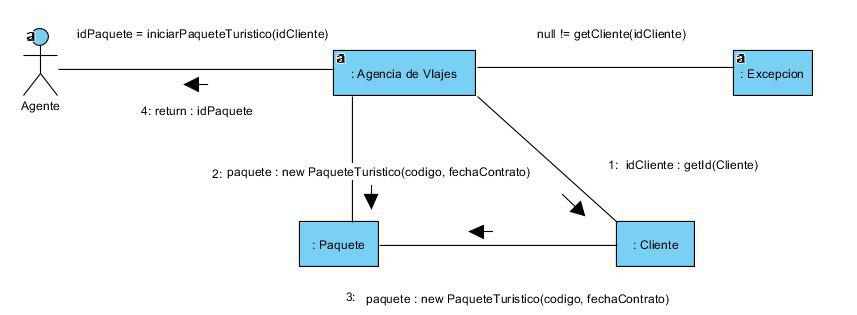 idPaquete = iniciarPaqueteTuristico(idCliente)
null != getCliente(idCliente)
a
a
a
: Agencia de VIajes
: Excepcion
Agente
4: return : idPaquete
1: idCliente : getId(Cliente)
2: paquete : new PaqueteTuristico(codigo, fechaContrato)
: Paquete
: Cliente
3: paquete : new PaqueteTuristico(codigo, fechaContrato)